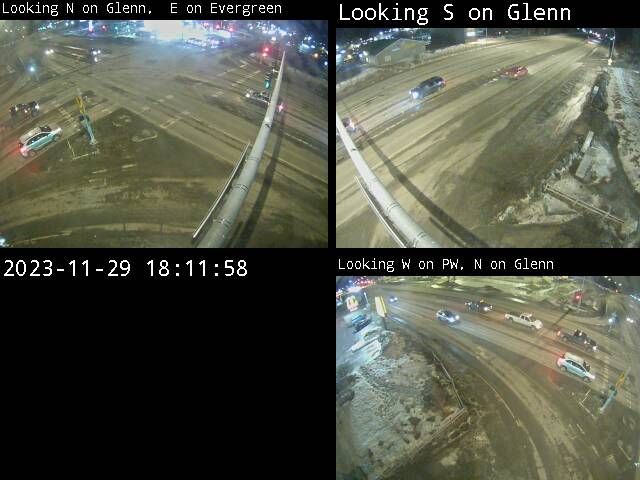 Looking N on Glenn,  E on Evergreen
Looking S on Glenn
2023-11-29 18:11:58
Looking W on PW, N on Glenn